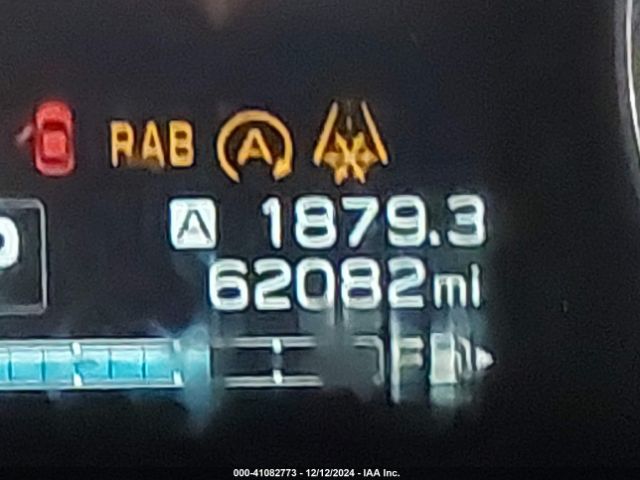 RAB A
A 1879.3
62082mi
F
000-41082773 - 12/12/2024 - IAA Inc.